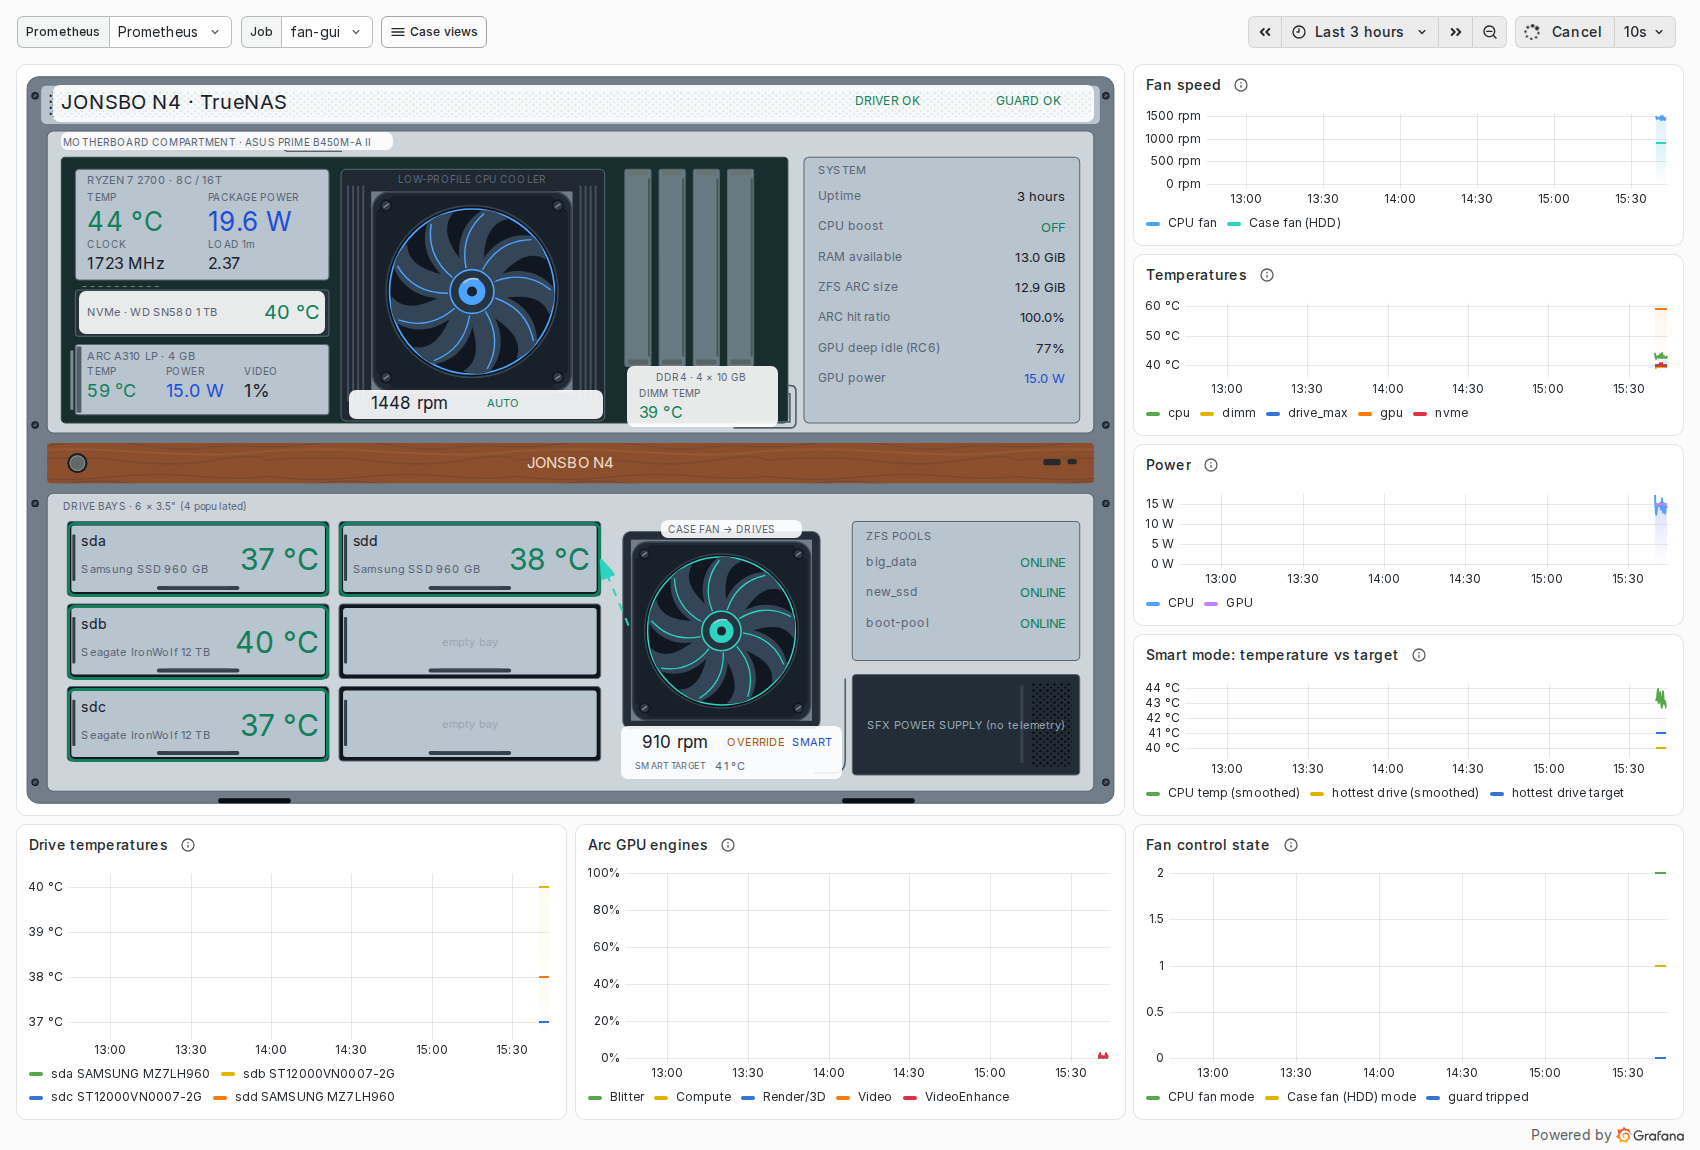 Prometheus Prometheus Job fan-gui Case views Last 3 hours Cancel 10s
JONSBO N4 · TrueNAS DRIVER OK GUARD OK
MOTHERBOARD COMPARTMENT · ASUS PRIME B450M-A II
RYZEN 7 2700 · 8C / 16T
TEMP PACKAGE POWER
44 °C 19.6 W
CLOCK LOAD 1m
1723 MHz 2.37
NVMe · WD SN580 1TB 40 °C
ARC A310 LP · 4 GB
TEMP POWER VIDEO
59 °C 15.0 W 1%
LOW-PROFILE CPU COOLER
1448 rpm AUTO
DDR4 · 4 × 10 GB
DIMM TEMP
39 °C
SYSTEM
Uptime 3 hours
CPU boost OFF
RAM available 13.0 GiB
ZFS ARC size 12.9 GiB
ARC hit ratio 100.0%
GPU deep idle (RC6) 77%
GPU power 15.0 W
JONSBO N4
DRIVE BAYS · 6 × 3.5" (4 populated)
sda
Samsung SSD 960 GB 37 °C
sdd
Samsung SSD 960 GB 38 °C
sdb
Seagate IronWolf 12 TB 40 °C
empty bay
sdc
Seagate IronWolf 12 TB 37 °C
empty bay
CASE FAN → DRIVES
910 rpm OVERRIDE SMART
SMART TARGET 41°C
ZFS POOLS
big_data ONLINE
new_ssd ONLINE
boot-pool ONLINE
SFX POWER SUPPLY (no telemetry)
Fan speed
1500 rpm
1000 rpm
500 rpm
0 rpm
13:00 13:30 14:00 14:30 15:00 15:30
CPU fan Case fan (HDD)
Temperatures
60 °C
50 °C
40 °C
13:00 13:30 14:00 14:30 15:00 15:30
cpu dimm drive_max gpu nvme
Power
15 W
10 W
5 W
0 W
13:00 13:30 14:00 14:30 15:00 15:30
CPU GPU
Smart mode: temperature vs target
44 °C
43 °C
42 °C
41 °C
40 °C
13:00 13:30 14:00 14:30 15:00 15:30
CPU temp (smoothed) hottest drive (smoothed) hottest drive target
Drive temperatures
40 °C
39 °C
38 °C
37 °C
13:00 13:30 14:00 14:30 15:00 15:30
sda SAMSUNG MZ7LH960 sdb ST12000VN0007-2G
sdc ST12000VN0007-2G sdd SAMSUNG MZ7LH960
Arc GPU engines
100%
80%
60%
40%
20%
0%
13:00 13:30 14:00 14:30 15:00 15:30
Blitter Compute Render/3D Video VideoEnhance
Fan control state
2
1.5
1
0.5
0
13:00 13:30 14:00 14:30 15:00 15:30
CPU fan mode Case fan (HDD) mode guard tripped
Powered by Grafana